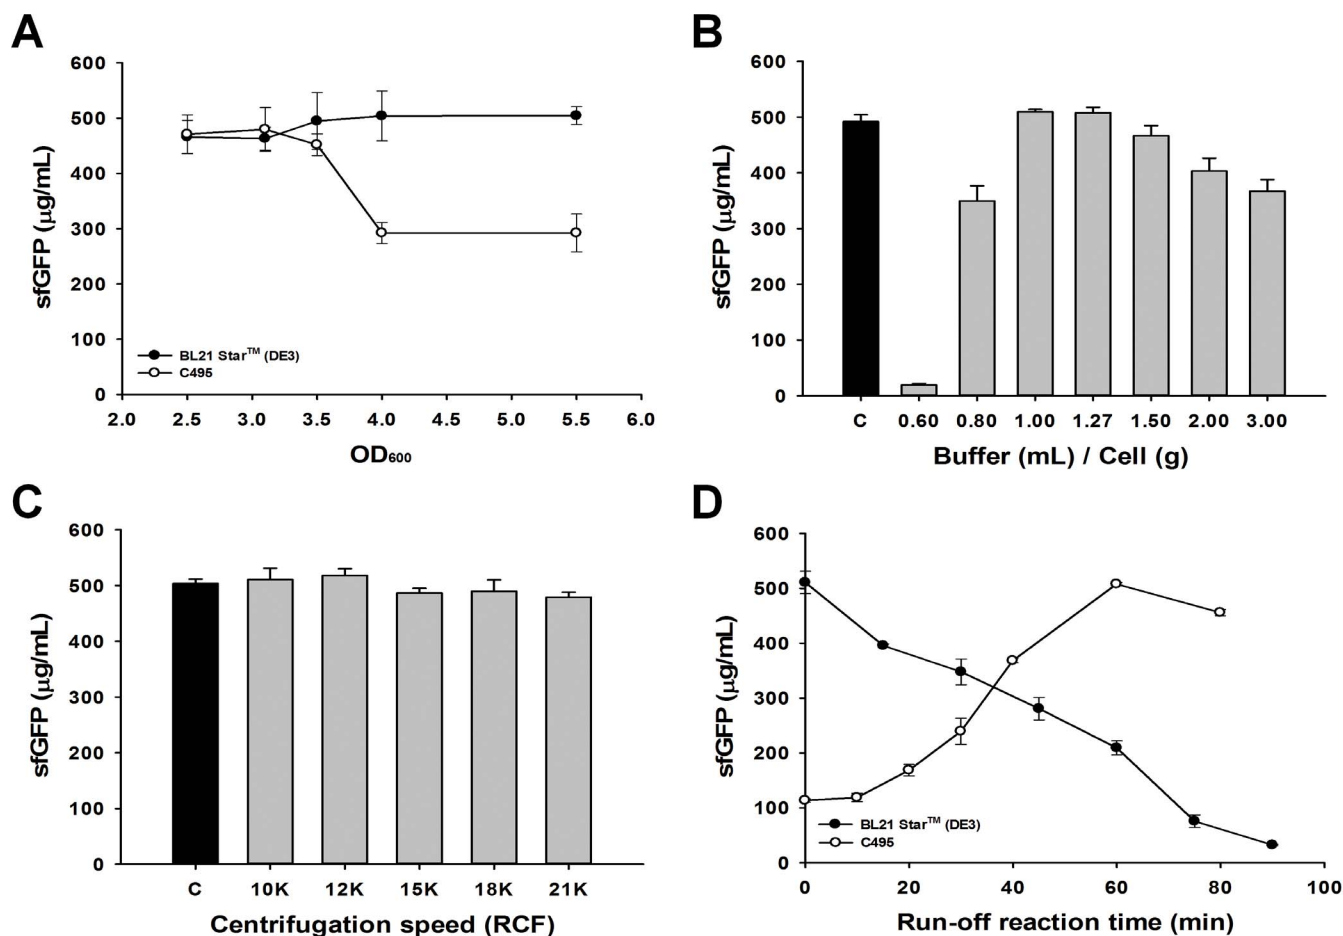 A
sfGFP (µg/mL)
600
500
400
300
200
100
0
BL21 Star™ (DE3)
C495
2.0 2.5 3.0 3.5 4.0 4.5 5.0 5.5 6.0
OD₆₀₀
B
sfGFP (µg/mL)
600
500
400
300
200
100
0
C 0.60 0.80 1.00 1.27 1.50 2.00 3.00
Buffer (mL) / Cell (g)
C
sfGFP (µg/mL)
600
500
400
300
200
100
0
C 10K 12K 15K 18K 21K
Centrifugation speed (RCF)
D
sfGFP (µg/mL)
600
500
400
300
200
100
0
BL21 Star™ (DE3)
C495
0 20 40 60 80 100
Run-off reaction time (min)